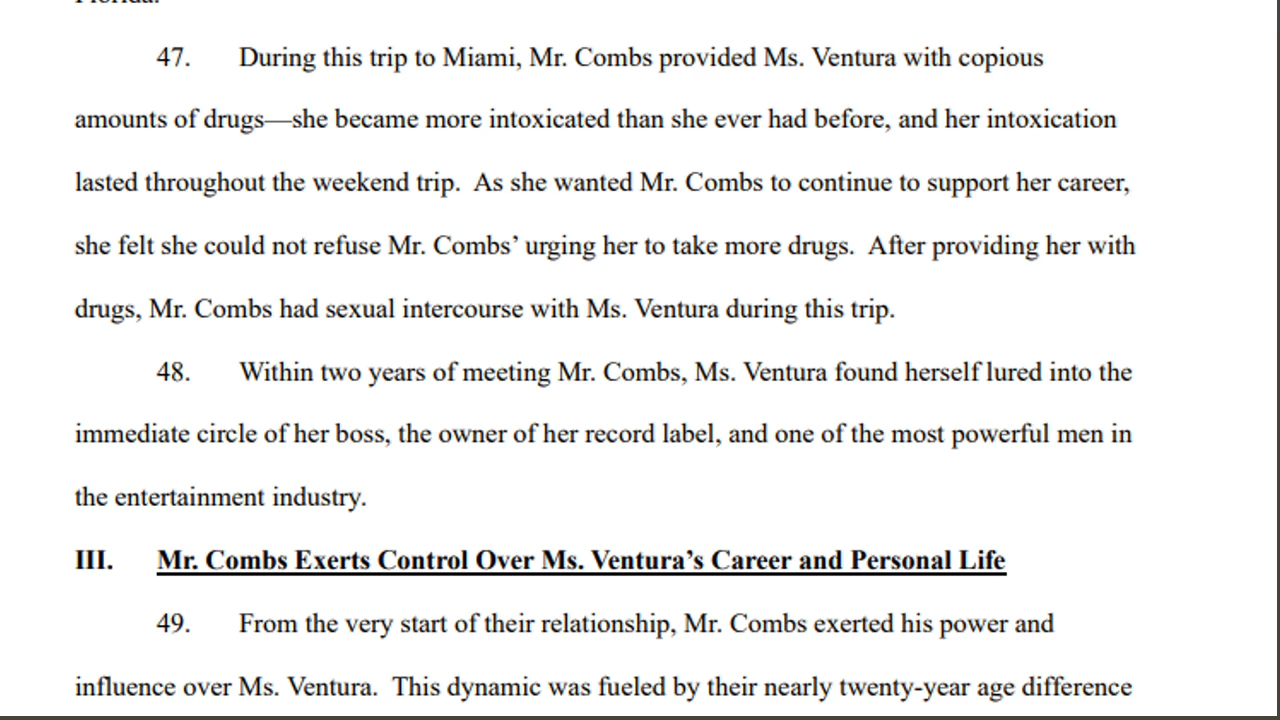 Florida.
47. During this trip to Miami, Mr. Combs provided Ms. Ventura with copious
amounts of drugs—she became more intoxicated than she ever had before, and her intoxication
lasted throughout the weekend trip.  As she wanted Mr. Combs to continue to support her career,
she felt she could not refuse Mr. Combs’ urging her to take more drugs.  After providing her with
drugs, Mr. Combs had sexual intercourse with Ms. Ventura during this trip.
48. Within two years of meeting Mr. Combs, Ms. Ventura found herself lured into the
immediate circle of her boss, the owner of her record label, and one of the most powerful men in
the entertainment industry.
III. Mr. Combs Exerts Control Over Ms. Ventura’s Career and Personal Life
49. From the very start of their relationship, Mr. Combs exerted his power and
influence over Ms. Ventura.  This dynamic was fueled by their nearly twenty-year age difference